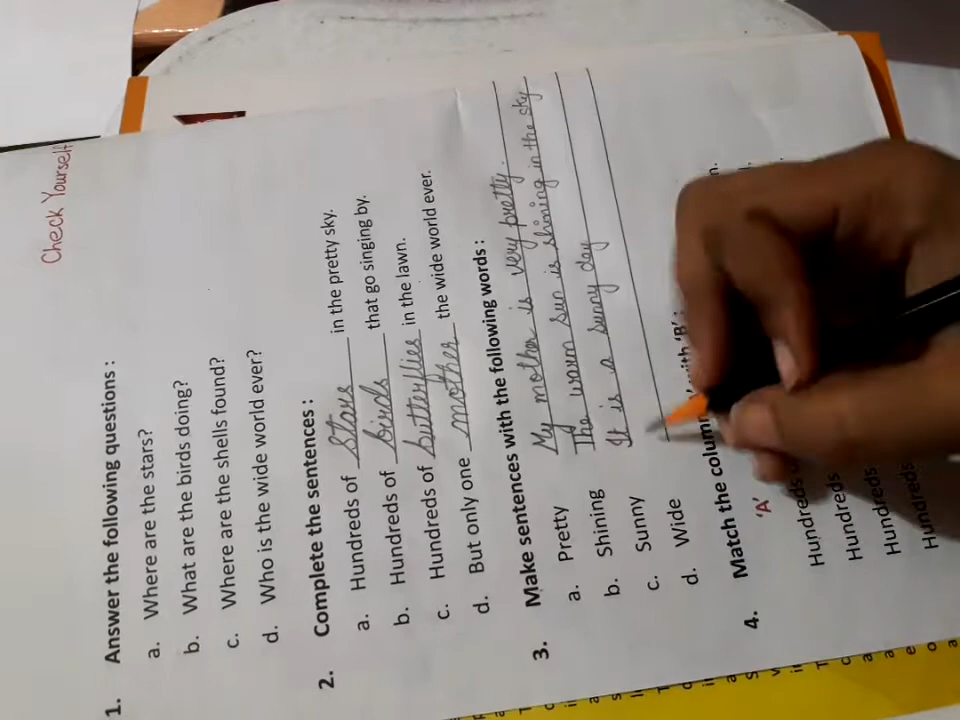 Check Yourself
1. Answer the following questions :
a. Where are the stars?
b. What are the birds doing?
c. Where are the shells found?
d. Who is the wide world ever?
2. Complete the sentences :
a. Hundreds of stars in the pretty sky.
b. Hundreds of birds that go singing by.
c. Hundreds of butterflies in the lawn.
d. But only one mother the wide world ever.
3. Make sentences with the following words :
a. Pretty My mother is very pretty.
b. Shining The warm sun is shining in the sky
c. Sunny It is a sunny day
d. Wide
4. Match the column with 'B' :
'A'
Hundreds
Hundreds
Hundreds
Hundreds